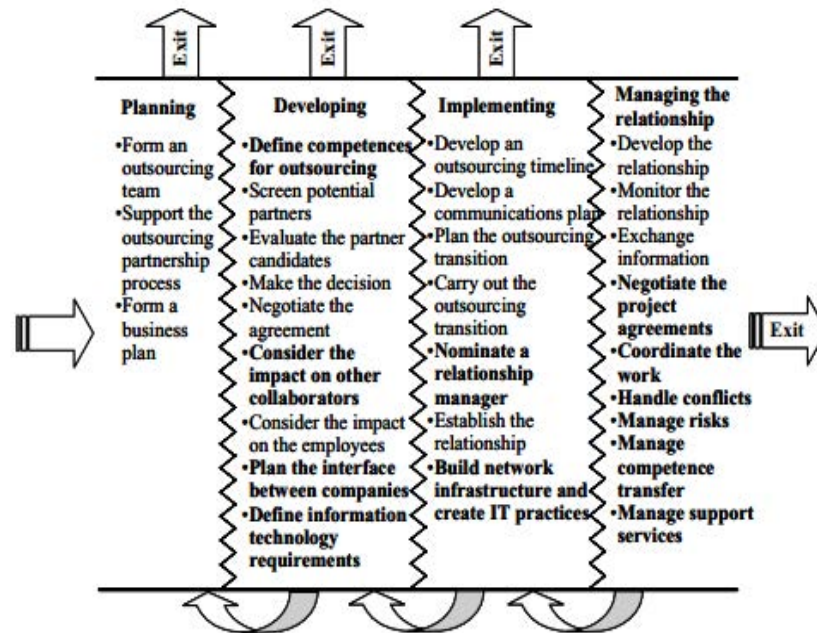 Exit
Exit
Exit
Planning
•Form an
outsourcing
team
•Support the
outsourcing
partnership
process
•Form a
business
plan
Developing
•Define competences
for outsourcing
•Screen potential
partners
•Evaluate the partner
candidates
•Make the decision
•Negotiate the
agreement
•Consider the
impact on other
collaborators
•Consider the impact
on the employees
•Plan the interface
between companies
•Define information
technology
requirements
Implementing
•Develop an
outsourcing timeline
•Develop a
communications plan
•Plan the outsourcing
transition
•Carry out the
outsourcing
transition
•Nominate a
relationship
manager
•Establish the
relationship
•Build network
infrastructure and
create IT practices
Managing the
relationship
•Develop the
relationship
•Monitor the
relationship
•Exchange
information
•Negotiate the
project
agreements
•Coordinate the
work
•Handle conflicts
•Manage risks
•Manage
competence
transfer
•Manage support
services
Exit